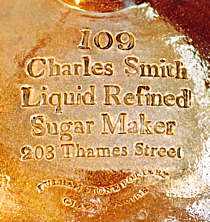 109
Charles Smith
Liquid Refined
Sugar Maker
203 Thames Street